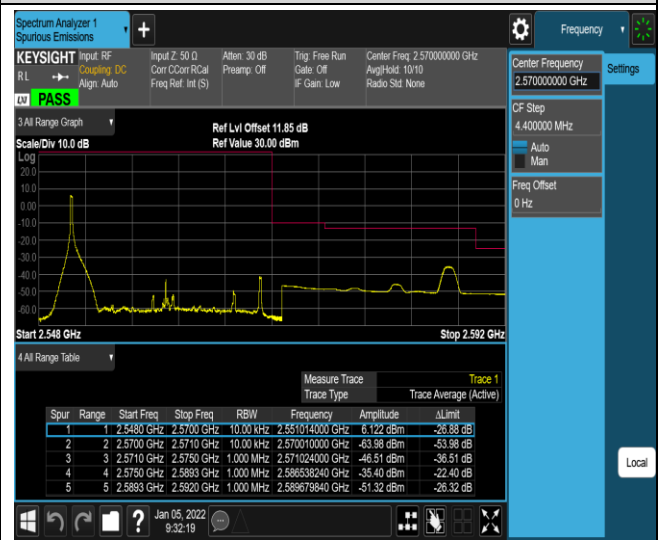 Spectrum Analyzer 1
Spurious Emissions
Frequency
KEYSIGHT Input: RF
R L Coupling: DC
Align: Auto
Input Z: 50 Ω
Corr CCorr RCal
Freq Ref: Int (S)
Atten: 30 dB
Preamp: Off
Trig: Free Run
Gate: Off
IF Gain: Low
Center Freq: 2.570000000 GHz
Avg|Hold: 10/10
Radio Std: None
LXI PASS
Center Frequency
2.570000000 GHz
Settings
CF Step
4.400000 MHz
Auto
Man
Freq Offset
0 Hz
3 All Range Graph
Ref Lvl Offset 11.85 dB
Scale/Div 10.0 dB Ref Value 30.00 dBm
Log
20.0
10.0
0.00
-10.0
-20.0
-30.0
-40.0
-50.0
-60.0
Start 2.548 GHz Stop 2.592 GHz
4 All Range Table
Measure Trace Trace 1
Trace Type Trace Average (Active)
Spur Range Start Freq Stop Freq RBW Frequency Amplitude ΔLimit
1 1 2.5480 GHz 2.5700 GHz 10.00 kHz 2.551014000 GHz 6.122 dBm -26.88 dB
2 2 2.5700 GHz 2.5710 GHz 10.00 kHz 2.570010000 GHz -63.98 dBm -53.98 dB
3 3 2.5710 GHz 2.5750 GHz 1.000 MHz 2.571024000 GHz -46.51 dBm -36.51 dB
4 4 2.5750 GHz 2.5893 GHz 1.000 MHz 2.586538240 GHz -35.40 dBm -22.40 dB
5 5 2.5893 GHz 2.5920 GHz 1.000 MHz 2.589679840 GHz -51.32 dBm -26.32 dB
Local
Jan 05, 2022
9:32:19